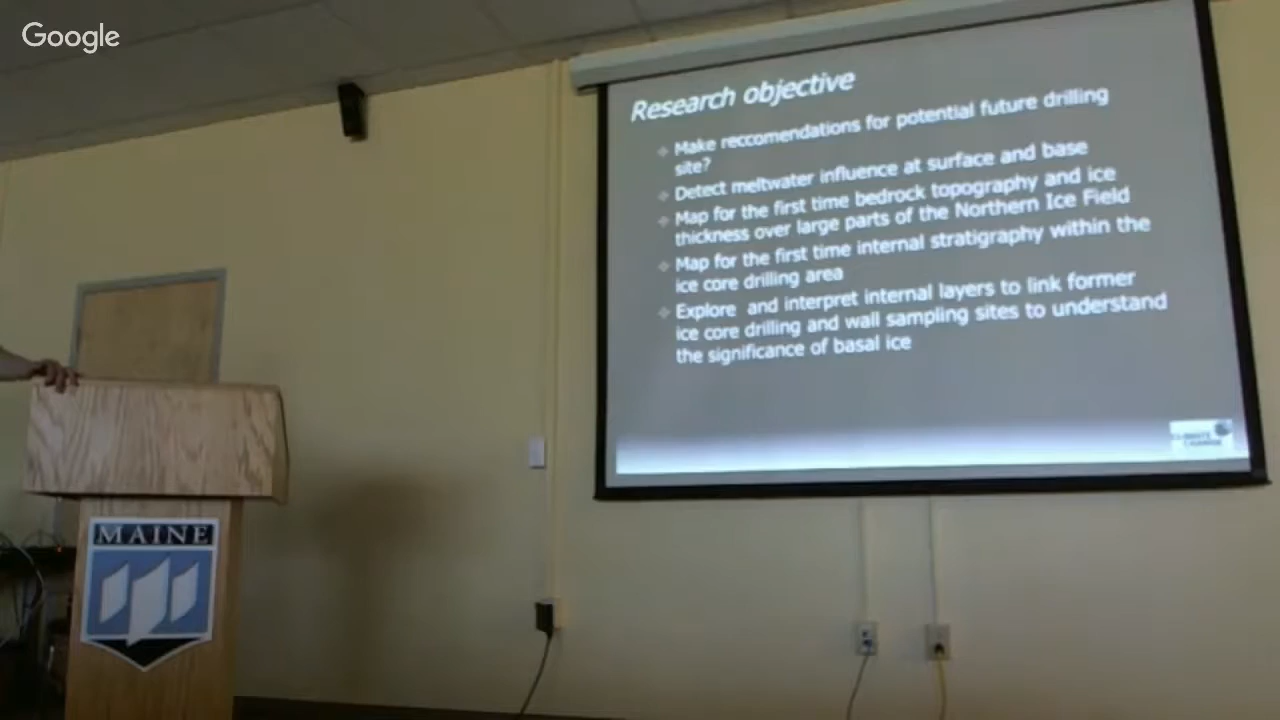 Google
Research objective
Make reccomendations for potential future drilling
site?
Detect meltwater influence at surface and base
Map for the first time bedrock topography and ice
thickness over large parts of the Northern Ice Field
Map for the first time internal stratigraphy within the
ice core drilling area
Explore and interpret internal layers to link former
ice core drilling and wall sampling sites to understand
the significance of basal ice
CLIMATE
CHANGE
MAINE